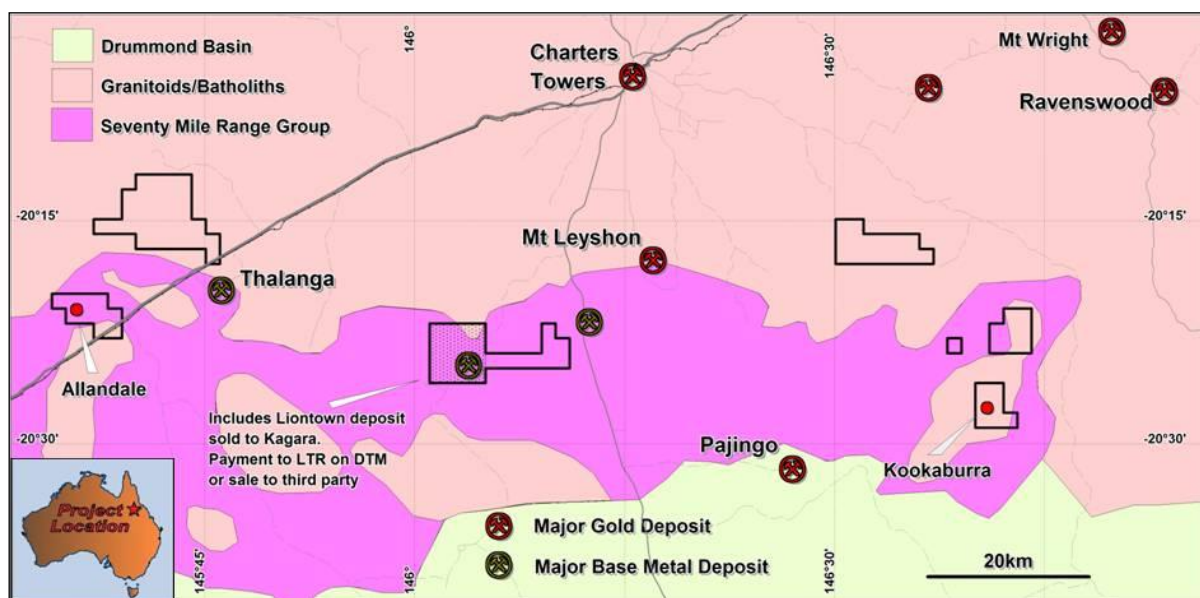 Drummond Basin
Granitoids/Batholiths
Seventy Mile Range Group
146°
146°30'
Charters
Towers
Mt Wright
Ravenswood
-20°15'
-20°15'
Mt Leyshon
Thalanga
Allandale
Includes Liontown deposit
sold to Kagara.
Payment to LTR on DTM
or sale to third party
-20°30'
-20°30'
Pajingo
Kookaburra
Project
Location
Major Gold Deposit
Major Base Metal Deposit
145°45'
146°
146°30'
20km